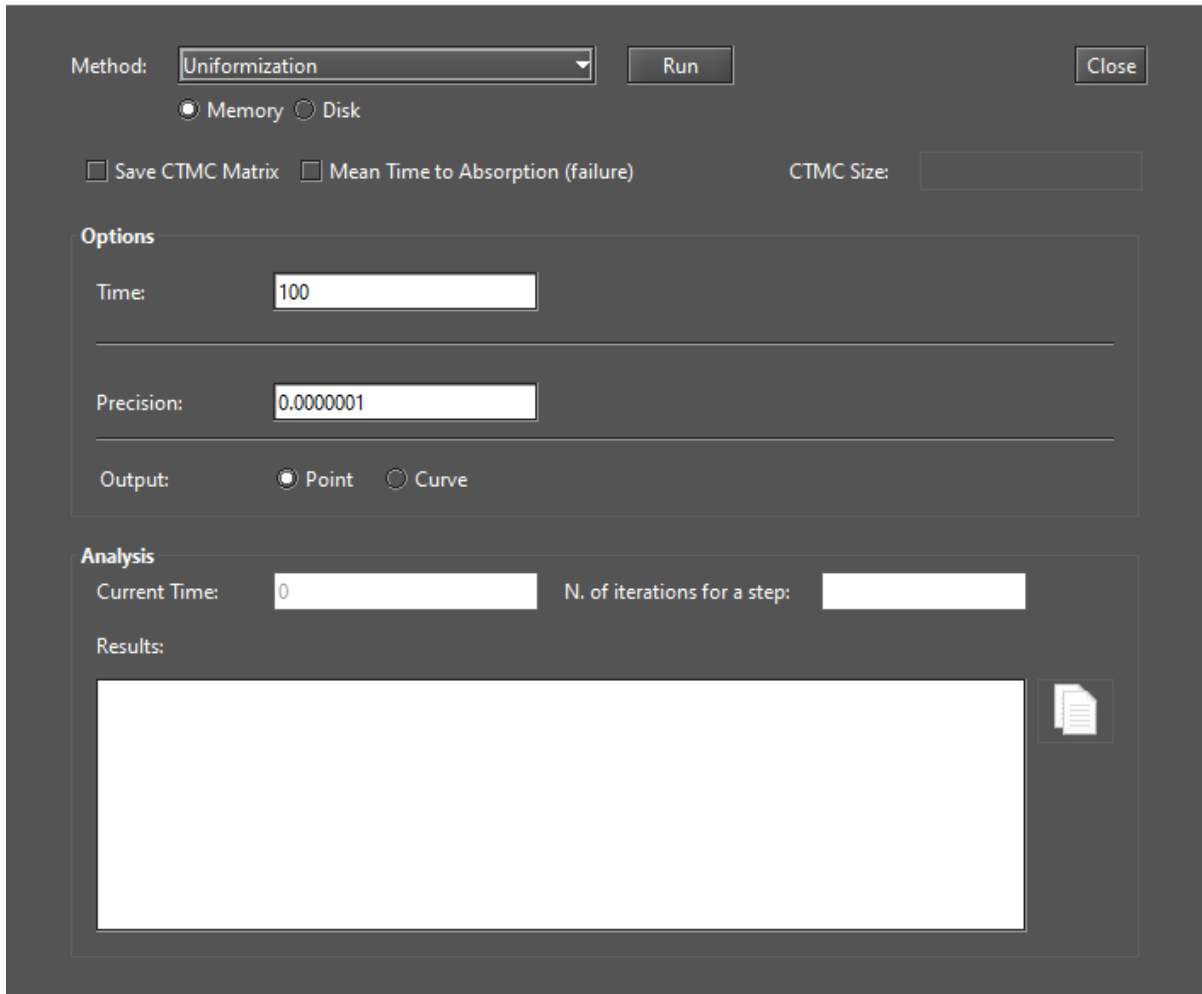 Method: Uniformization Run Close
Memory Disk
Save CTMC Matrix Mean Time to Absorption (failure) CTMC Size:
Options
Time: 100
Precision: 0.0000001
Output: Point Curve
Analysis
Current Time: 0 N. of iterations for a step:
Results: